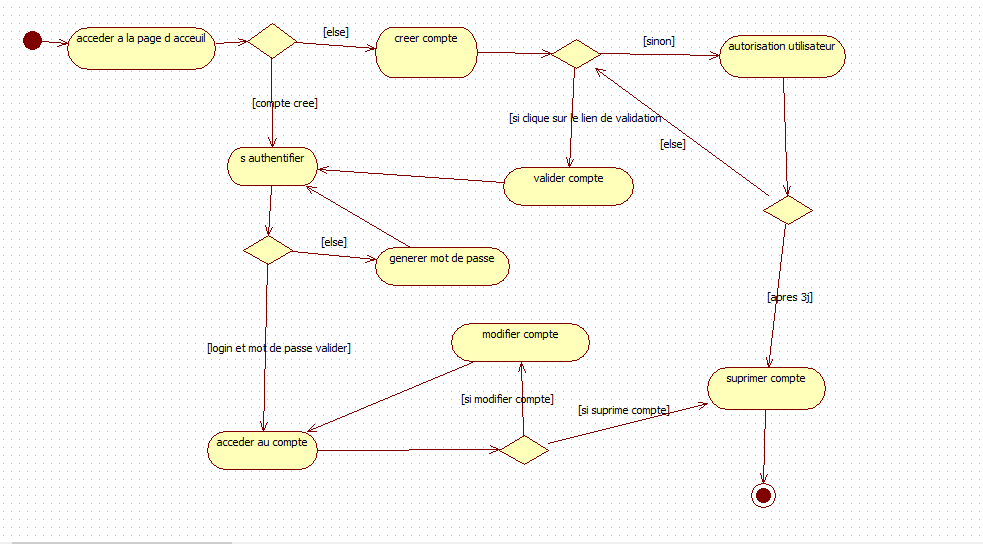 acceder a la page d acceuil
[else]
creer compte
[sinon]
autorisation utilisateur
[compte cree]
[si clique sur le lien de validation
[else]
s authentifier
valider compte
[else]
generer mot de passe
[apres 3j]
[login et mot de passe valider]
modifier compte
suprimer compte
[si modifier compte]
[si suprime compte]
acceder au compte